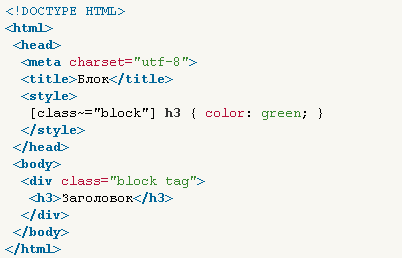 <!DOCTYPE HTML>
<html>
<head>
<meta charset="utf-8">
<title>Блок</title>
<style>
[class~="block"] h3 { color: green; }
</style>
</head>
<body>
<div class="block tag">
<h3>Заголовок</h3>
</div>
</body>
</html>